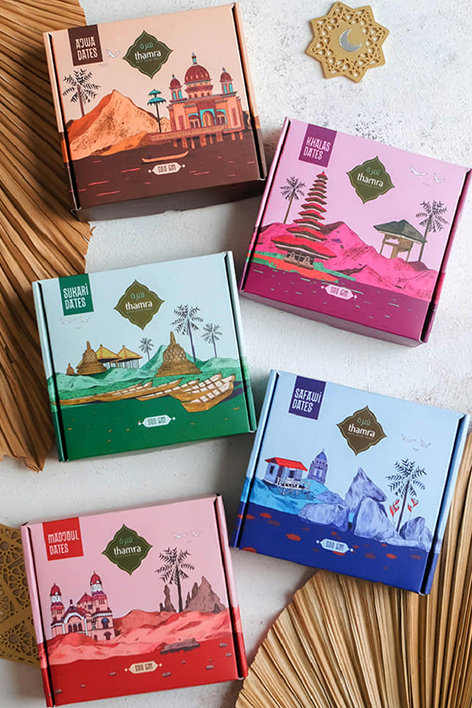 AJWA
DATES
ثمرة
thamra
500 GM
KHALAS
DATES
ثمرة
thamra
500 GM
SUKARI
DATES
ثمرة
thamra
500 GM
SAFAWI
DATES
ثمرة
thamra
500 GM
MADJOUL
DATES
ثمرة
thamra
500 GM